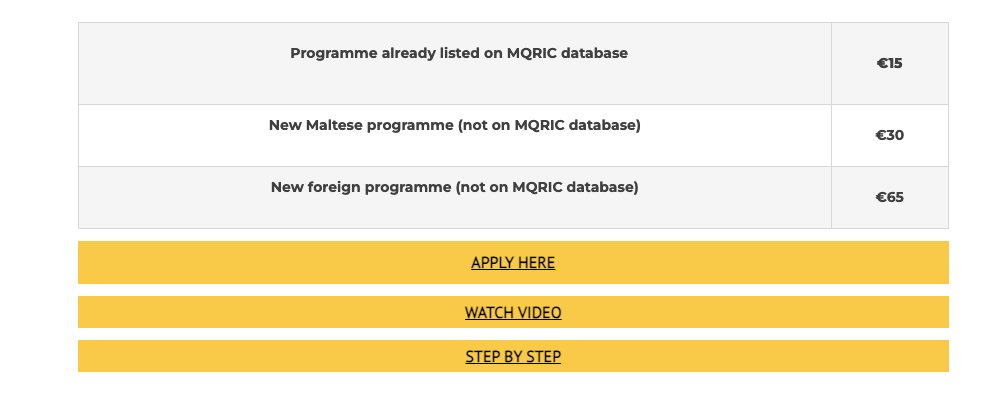 Programme already listed on MQRIC database
€15
New Maltese programme (not on MQRIC database)
€30
New foreign programme (not on MQRIC database)
€65
APPLY HERE
WATCH VIDEO
STEP BY STEP